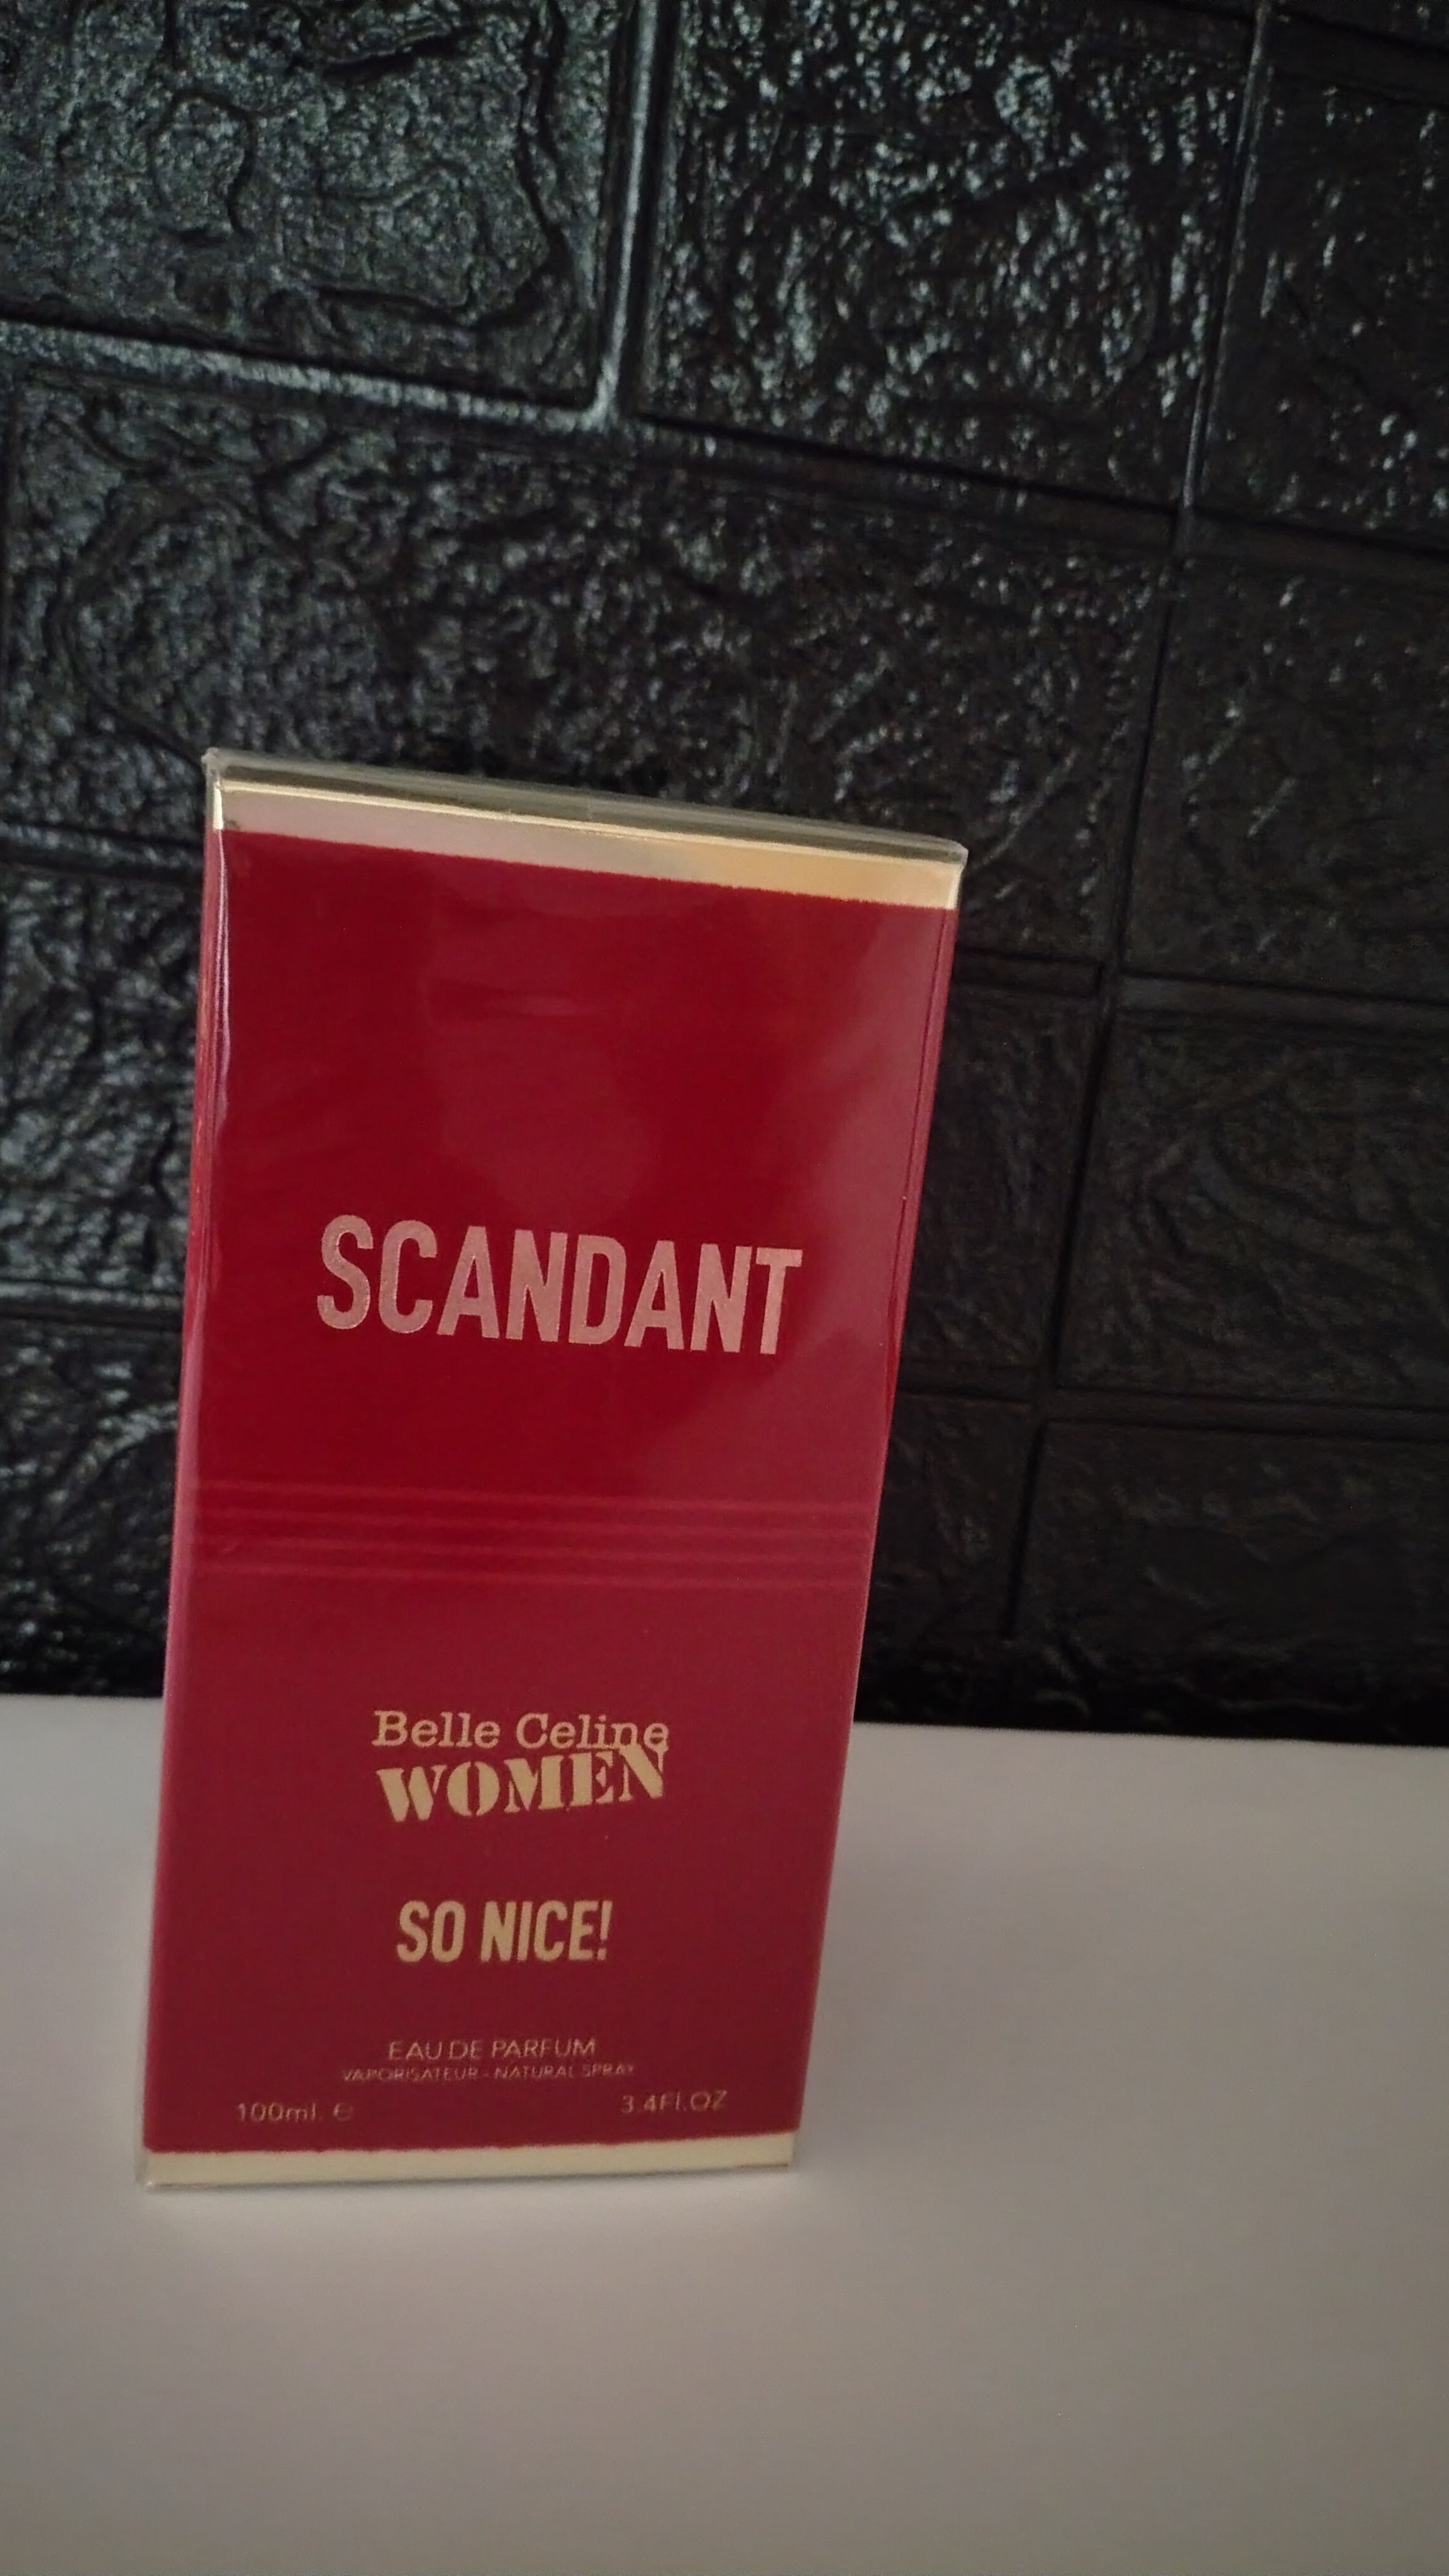 SCANDANT
Belle Celine
WOMEN
SO NICE!
EAU DE PARFUM
VAPORISATEUR - NATURAL SPRAY
100ml. e 3.4Fl.OZ